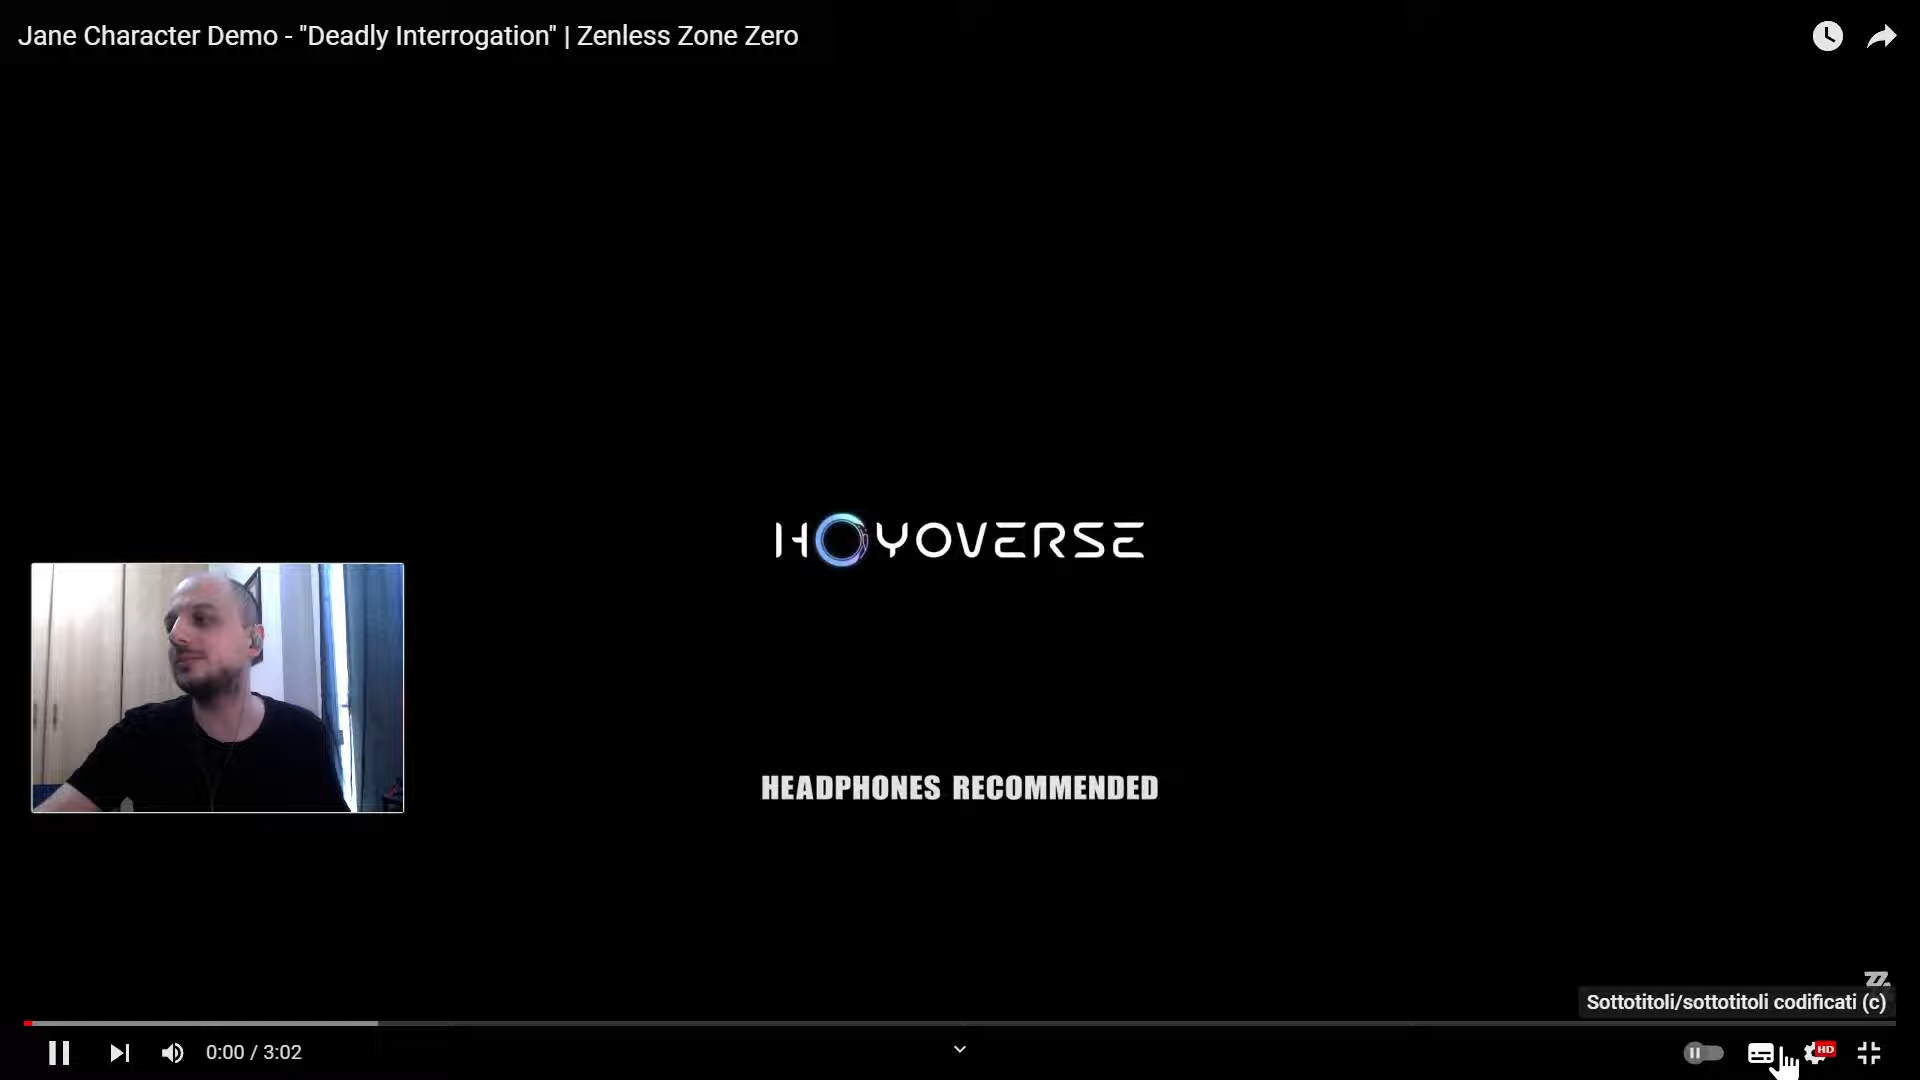 Jane Character Demo - "Deadly Interrogation" | Zenless Zone Zero
HOYOVERSE
HEADPHONES RECOMMENDED
ZZ
Sottotitoli/sottotitoli codificati (c)
0:00 / 3:02
HD